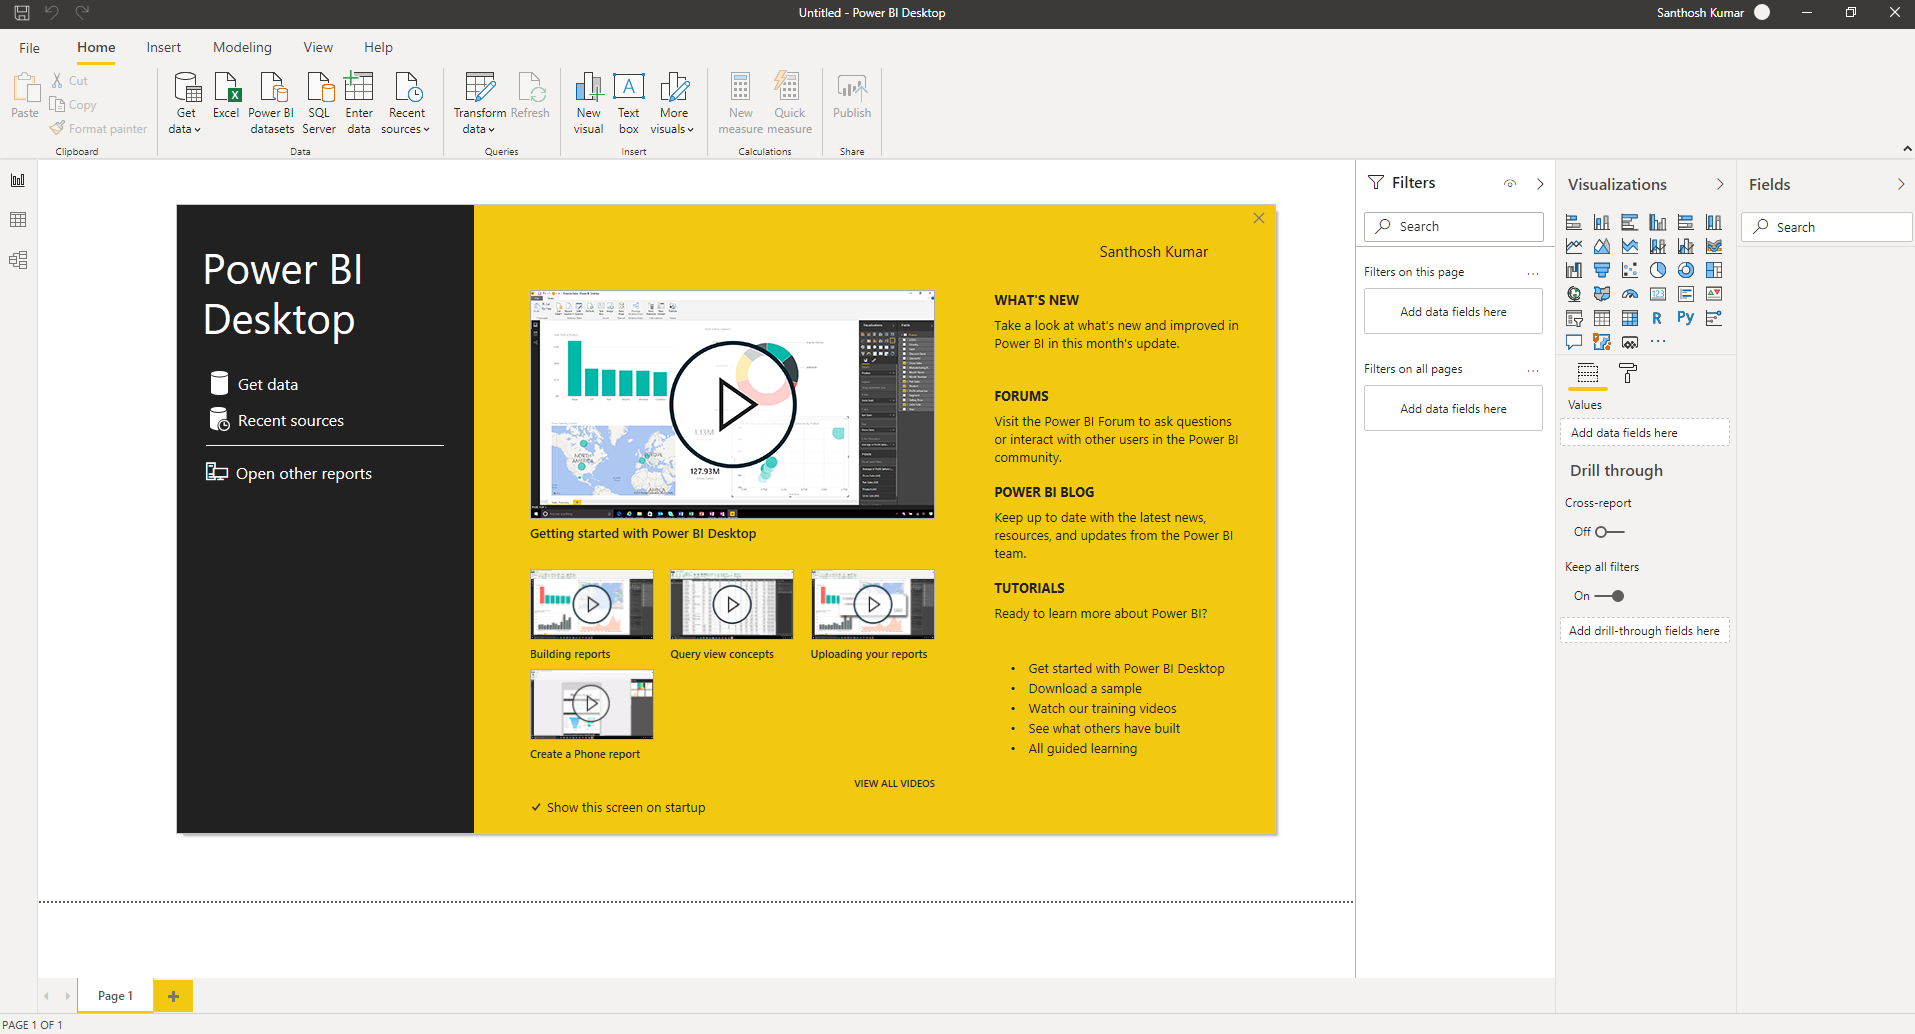 Untitled - Power BI Desktop
Santhosh Kumar
File
Home
Insert
Modeling
View
Help
Paste
Cut
Copy
Format painter
Clipboard
Get
data
Excel
Power BI
datasets
SQL
Server
Enter
data
Recent
sources
Data
Transform
data
Refresh
Queries
New
visual
Text
box
More
visuals
Insert
New
measure
Quick
measure
Calculations
Publish
Share
Power BI
Desktop
Get data
Recent sources
Open other reports
Santhosh Kumar
1.13M
127.93M
NORTH
AMERICA
Getting started with Power BI Desktop
Building reports
Query view concepts
Uploading your reports
Create a Phone report
VIEW ALL VIDEOS
Show this screen on startup
WHAT'S NEW
Take a look at what's new and improved in
Power BI in this month's update.
FORUMS
Visit the Power BI Forum to ask questions
or interact with other users in the Power BI
community.
POWER BI BLOG
Keep up to date with the latest news,
resources, and updates from the Power BI
team.
TUTORIALS
Ready to learn more about Power BI?
• Get started with Power BI Desktop
• Download a sample
• Watch our training videos
• See what others have built
• All guided learning
Filters
Search
Filters on this page
...
Add data fields here
Filters on all pages
...
Add data fields here
Visualizations
123
R
Py
...
Values
Add data fields here
Drill through
Cross-report
Off
Keep all filters
On
Add drill-through fields here
Fields
Search
Page 1
PAGE 1 OF 1